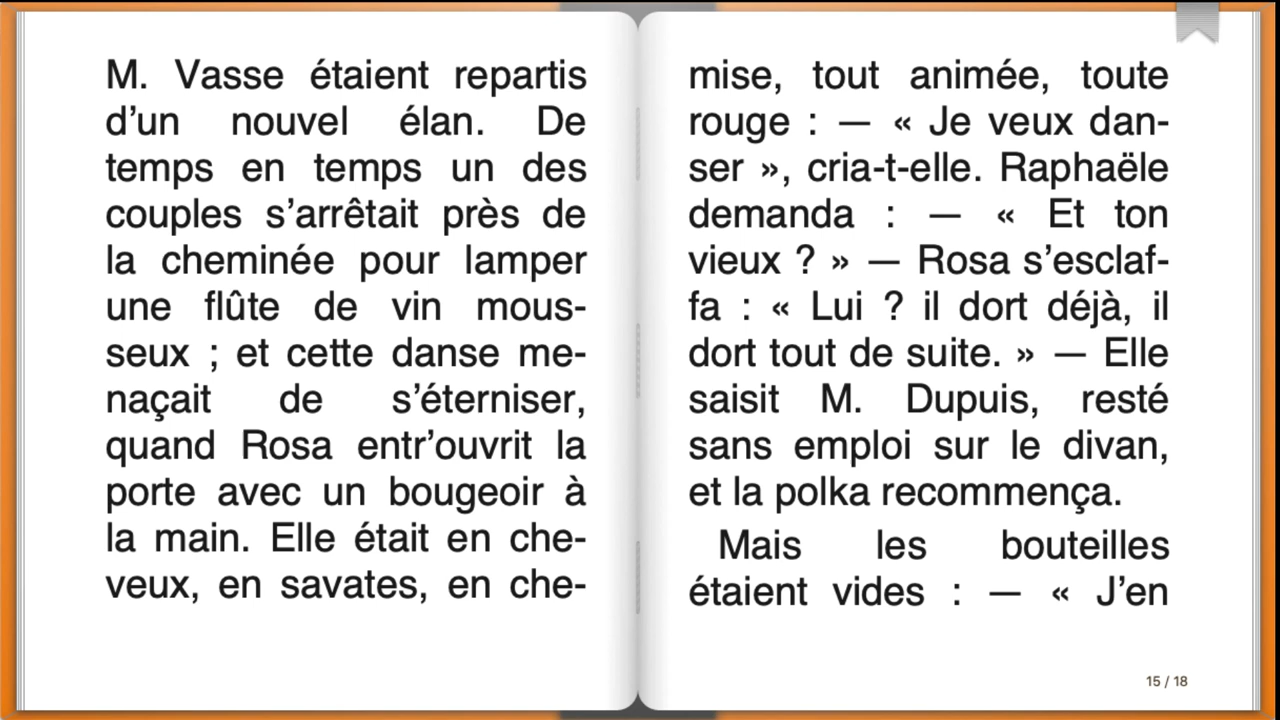 M. Vasse étaient repartis
d’un nouvel élan. De
temps en temps un des
couples s’arrêtait près de
la cheminée pour lamper
une flûte de vin mous-
seux ; et cette danse me-
naçait de s’éterniser,
quand Rosa entr’ouvrit la
porte avec un bougeoir à
la main. Elle était en che-
veux, en savates, en che-
mise, tout animée, toute
rouge : — « Je veux dan-
ser », cria-t-elle. Raphaële
demanda : — « Et ton
vieux ? » — Rosa s’esclaf-
fa : « Lui ? il dort déjà, il
dort tout de suite. » — Elle
saisit M. Dupuis, resté
sans emploi sur le divan,
et la polka recommença.
Mais les bouteilles
étaient vides : — « J’en
15 / 18